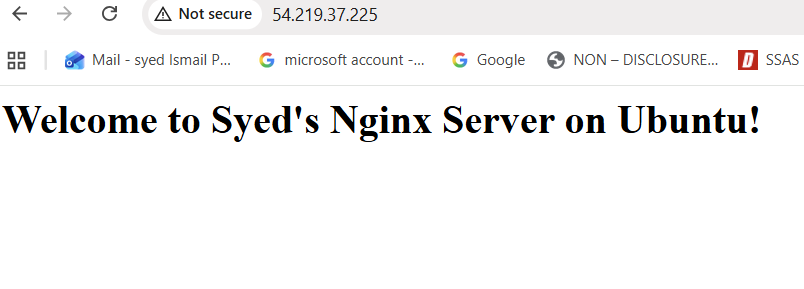 Not secure 54.219.37.225
Mail - syed Ismail P... microsoft account -... Google NON – DISCLOSURE... SSAS
Welcome to Syed's Nginx Server on Ubuntu!